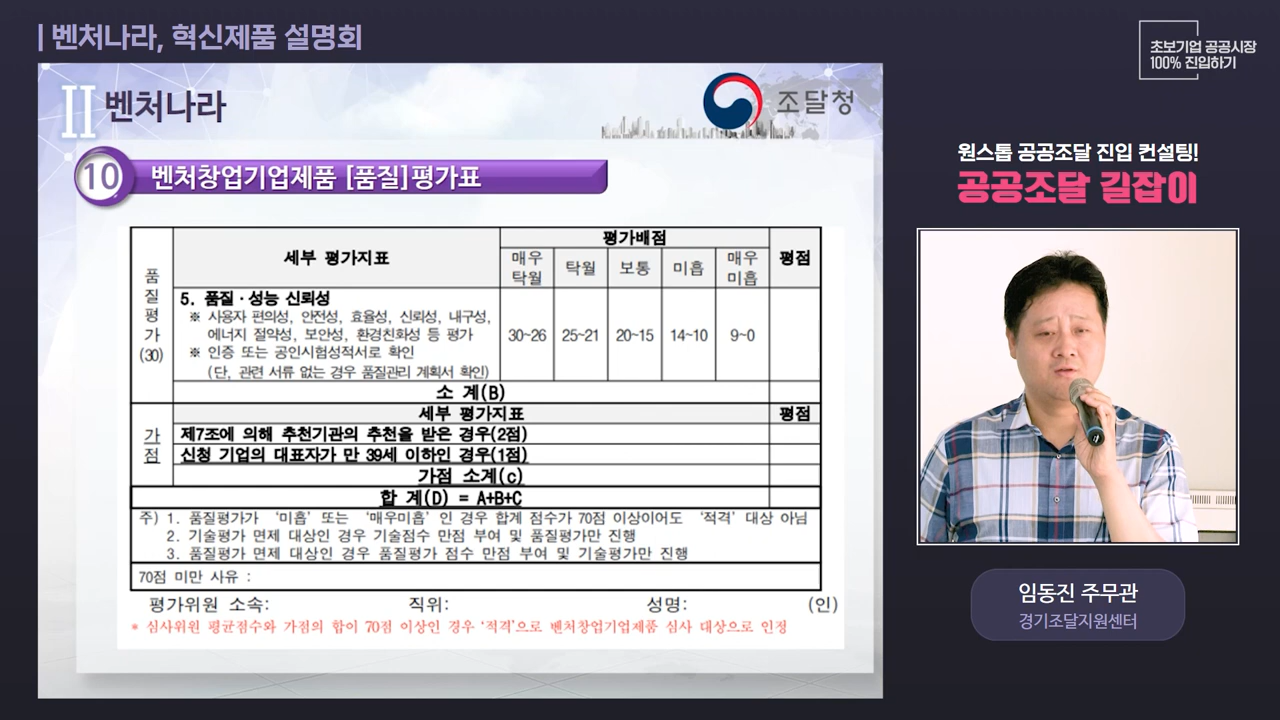 | 벤처나라, 혁신제품 설명회
초보기업 공공시장
100% 진입하기
II 벤처나라
조달청
10 벤처창업기업제품 [품질]평가표
품질평가(30)
세부 평가지표
평가배점
평점
매우탁월
탁월
보통
미흡
매우미흡
5. 품질·성능 신뢰성
※ 사용자 편의성, 안전성, 효율성, 신뢰성, 내구성,
에너지 절약성, 보안성, 환경친화성 등 평가
※ 인증 또는 공인시험성적서로 확인
(단, 관련 서류 없는 경우 품질관리 계획서 확인)
30~26
25~21
20~15
14~10
9~0
소 계(B)
가점
세부 평가지표
평점
제7조에 의해 추천기관의 추천을 받은 경우(2점)
신청 기업의 대표자가 만 39세 이하인 경우(1점)
가점 소계(c)
합 계(D) = A+B+C
주) 1. 품질평가가 ‘미흡’ 또는 ‘매우미흡’인 경우 합계 점수가 70점 이상이어도 ‘적격’ 대상 아님
2. 기술평가 면제 대상인 경우 기술점수 만점 부여 및 품질평가만 진행
3. 품질평가 면제 대상인 경우 품질평가 점수 만점 부여 및 기술평가만 진행
70점 미만 사유 :
평가위원 소속: 직위: 성명: (인)
* 심사위원 평균점수와 가점의 합이 70점 이상인 경우 ‘적격’으로 벤처창업기업제품 심사 대상으로 인정
원스톱 공공조달 진입 컨설팅!
공공조달 길잡이
임동진 주무관
경기조달지원센터